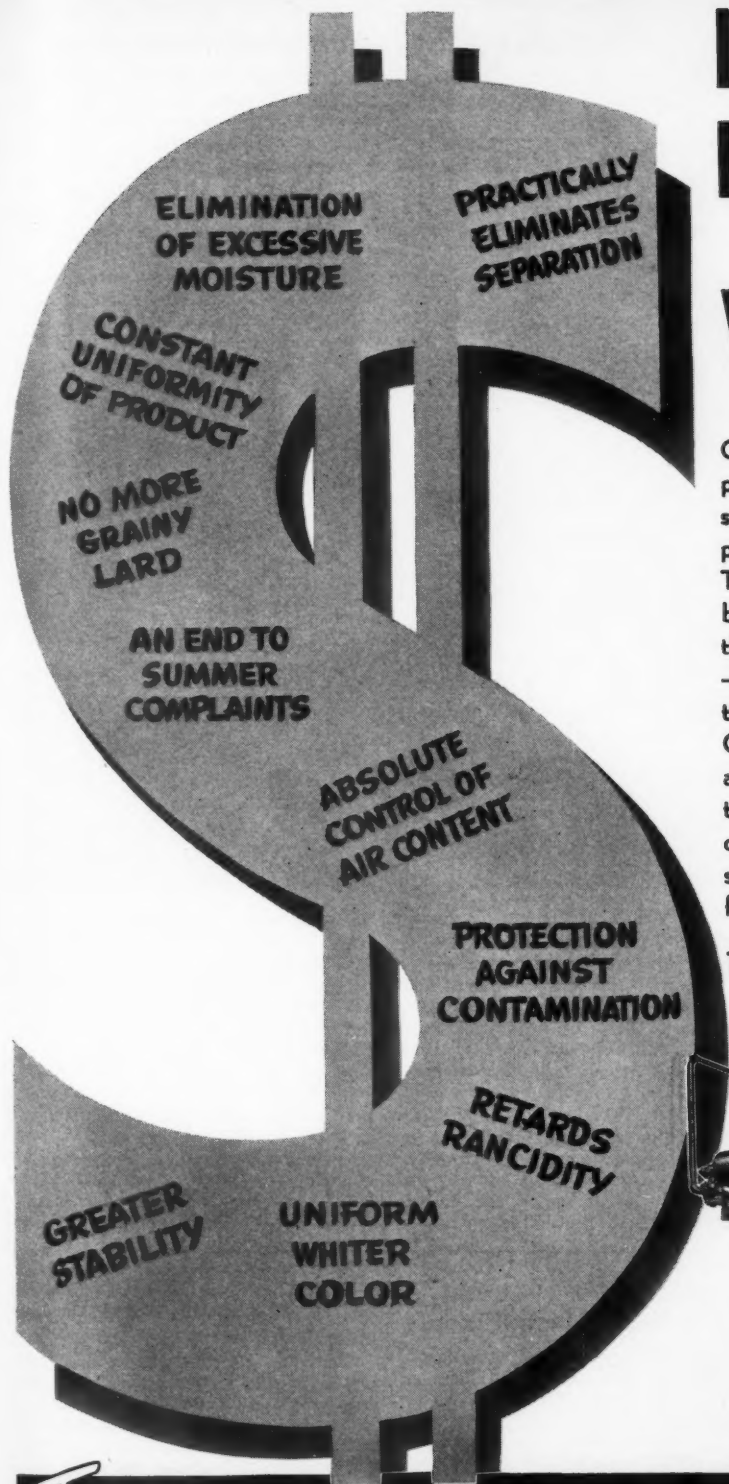 PRACTICALLY
ELIMINATES
SEPARATION
ELIMINATION
OF EXCESSIVE
MOISTURE
CONSTANT
UNIFORMITY
OF PRODUCT
NO MORE
GRAINY
LARD
AN END TO
SUMMER
COMPLAINTS
ABSOLUTE
CONTROL OF
AIR CONTENT
PROTECTION
AGAINST
CONTAMINATION
RETARDS
RANCIDITY
UNIFORM
WHITER
COLOR
GREATER
STABILITY